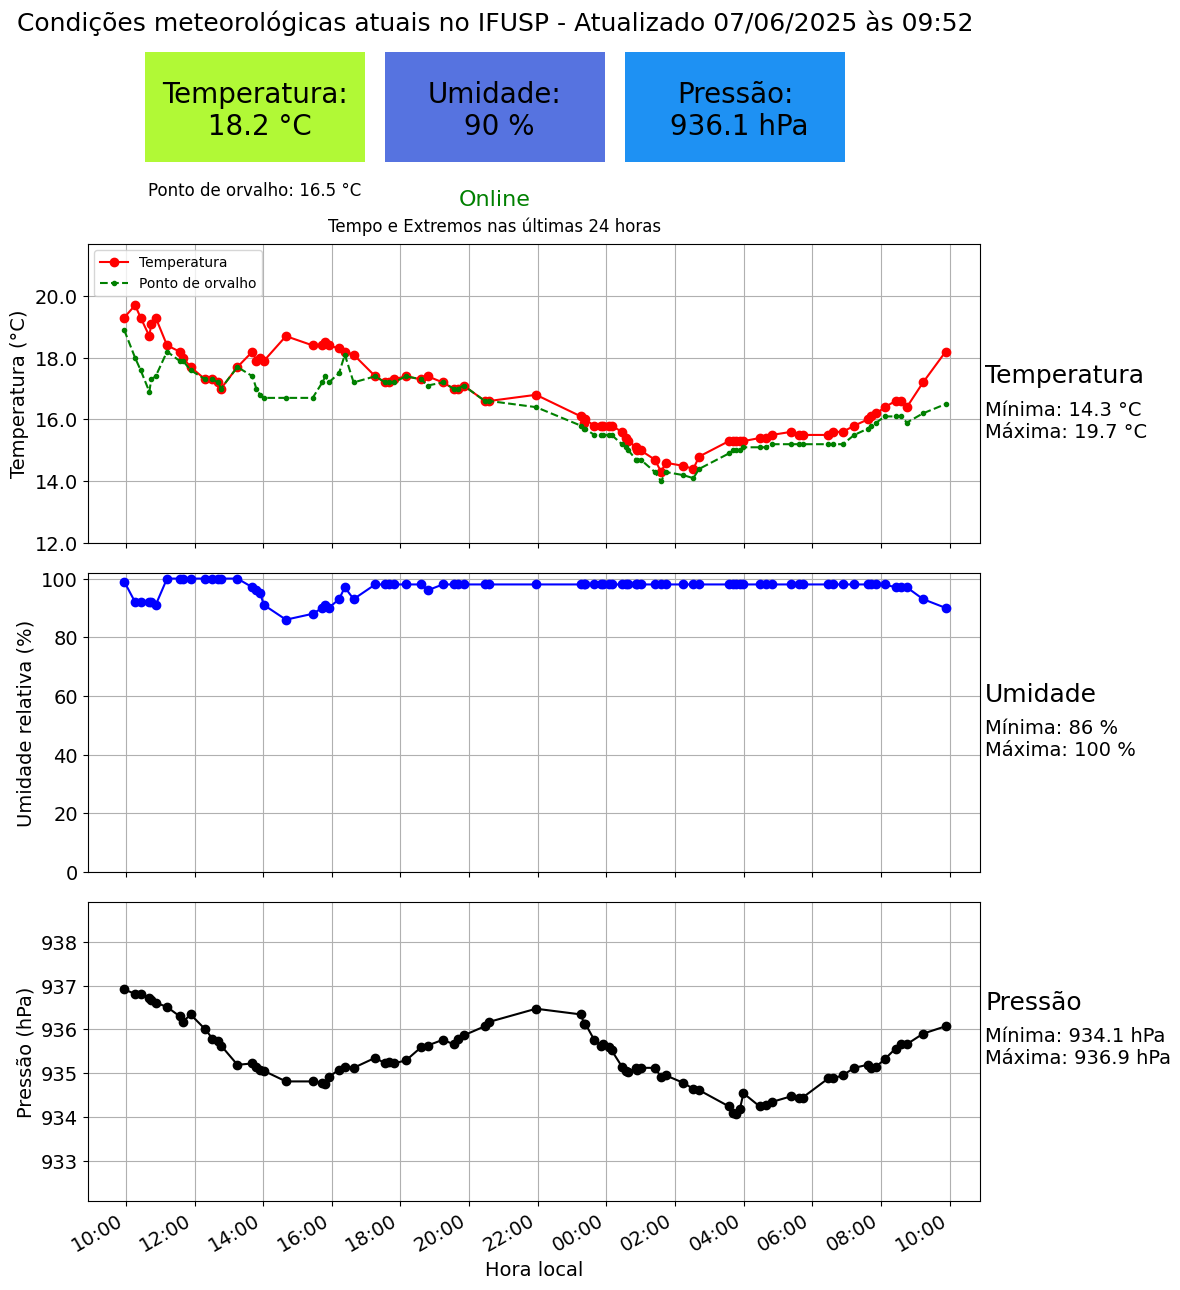 Condições meteorológicas atuais no IFUSP - Atualizado 07/06/2025 às 09:52
Temperatura:
18.2 °C
Umidade:
90 %
Pressão:
936.1 hPa
Ponto de orvalho: 16.5 °C
Online
Tempo e Extremos nas últimas 24 horas
Temperatura
Ponto de orvalho
Temperatura (°C)
20.0
18.0
16.0
14.0
12.0
Temperatura
Mínima: 14.3 °C
Máxima: 19.7 °C
Umidade relativa (%)
100
80
60
40
20
0
Umidade
Mínima: 86 %
Máxima: 100 %
Pressão (hPa)
938
937
936
935
934
933
Pressão
Mínima: 934.1 hPa
Máxima: 936.9 hPa
10:00
12:00
14:00
16:00
18:00
20:00
22:00
00:00
02:00
04:00
06:00
08:00
10:00
Hora local